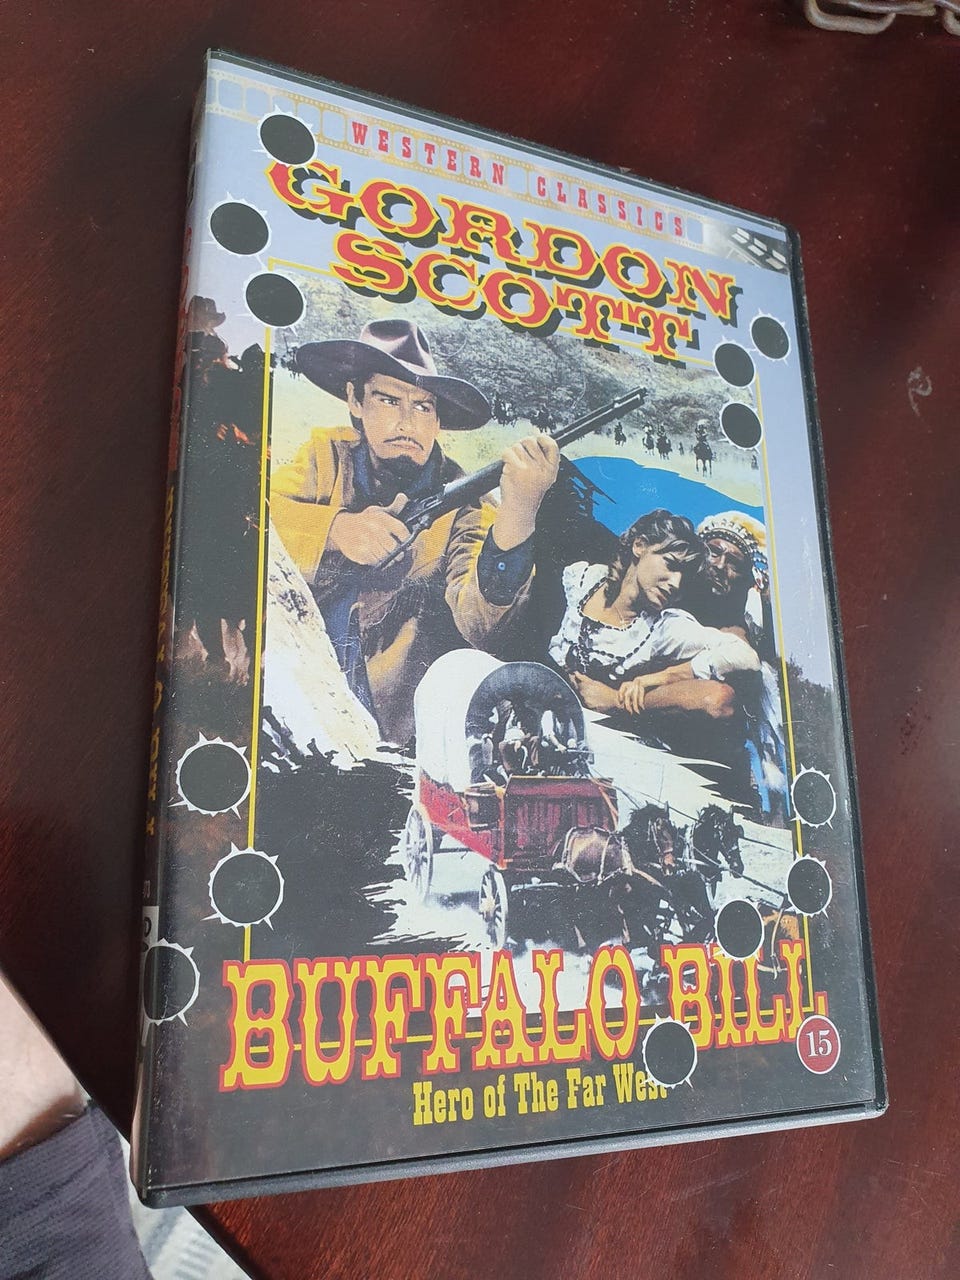 WESTERN CLASSICS
GORDON
SCOTT
BUFFALO BILL
15
Hero of The Far West